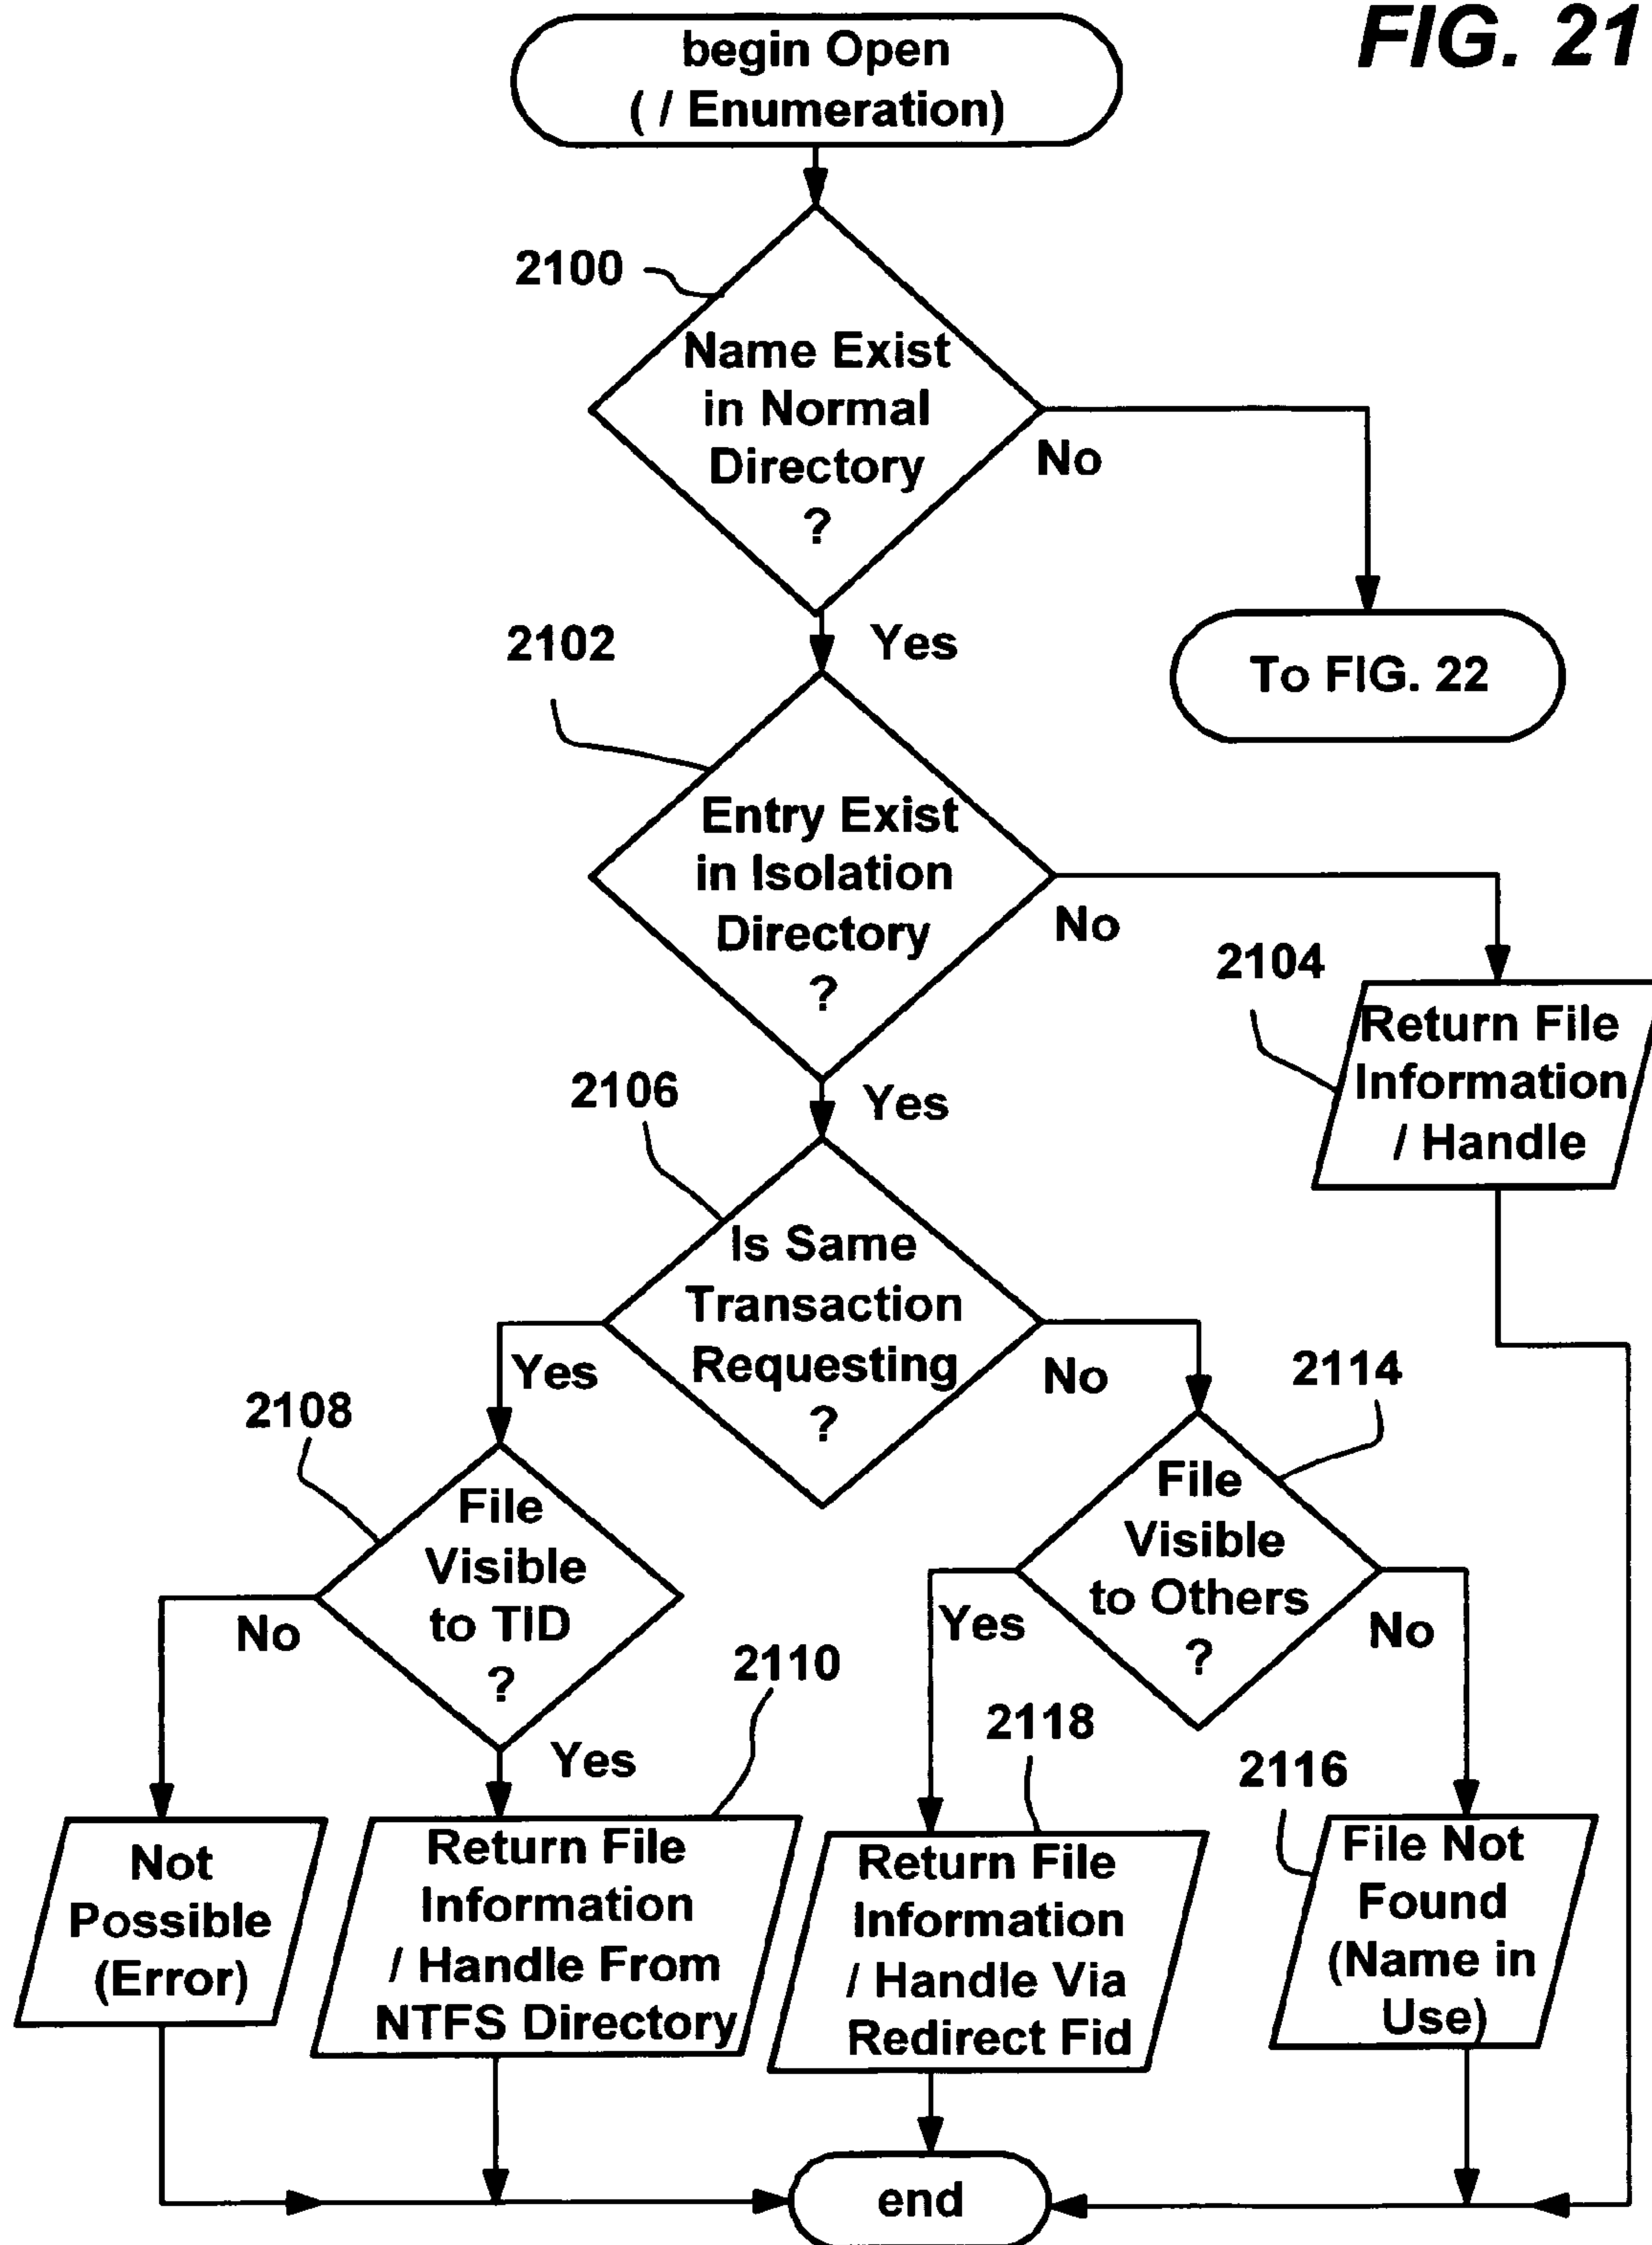 FIG. 21
begin Open
( / Enumeration)
2100
Name Exist
in Normal
Directory
?
No
To FIG. 22
Yes
2102
Entry Exist
in Isolation
Directory
?
No
2104
Return File
Information
/ Handle
Yes
2106
Is Same
Transaction
Requesting
?
Yes
No
2108
File
Visible
to TID
?
No
Yes
2114
File
Visible
to Others
?
Yes
No
2110
2118
2116
Not
Possible
(Error)
Return File
Information
/ Handle From
NTFS Directory
Return File
Information
/ Handle Via
Redirect Fid
File Not
Found
(Name in
Use)
end